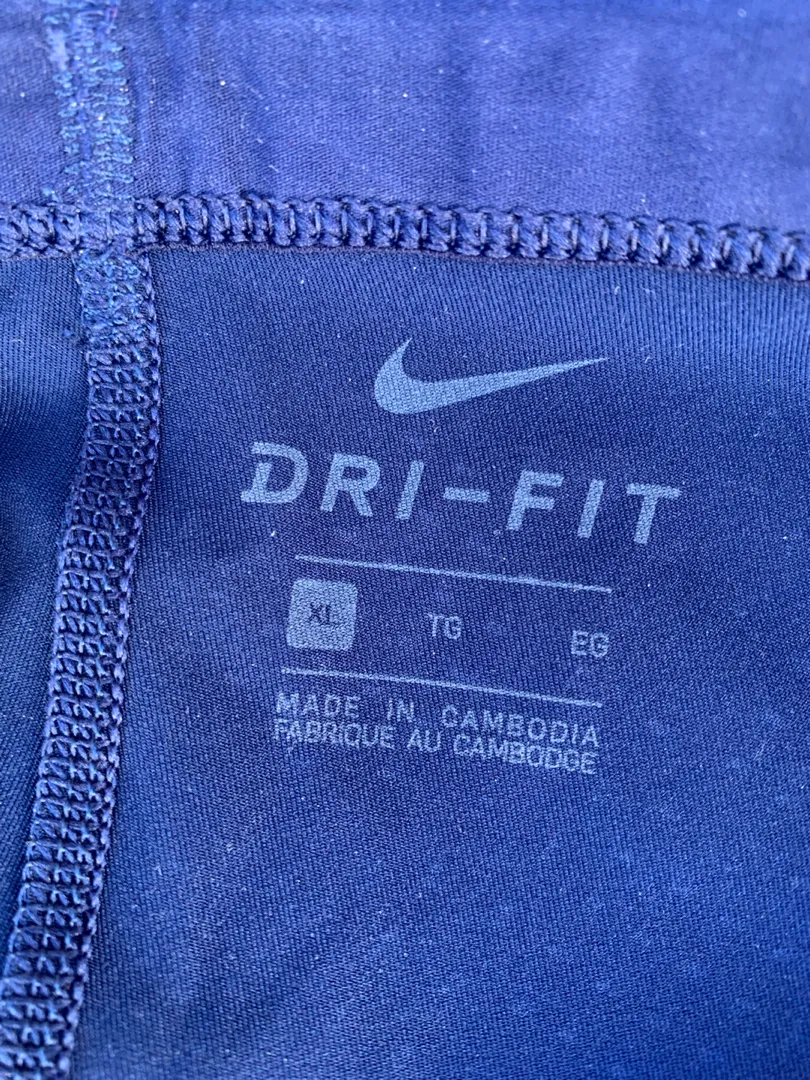 DRI-FIT
XL TG EG
MADE IN CAMBODIA
FABRIQUE AU CAMBODGE